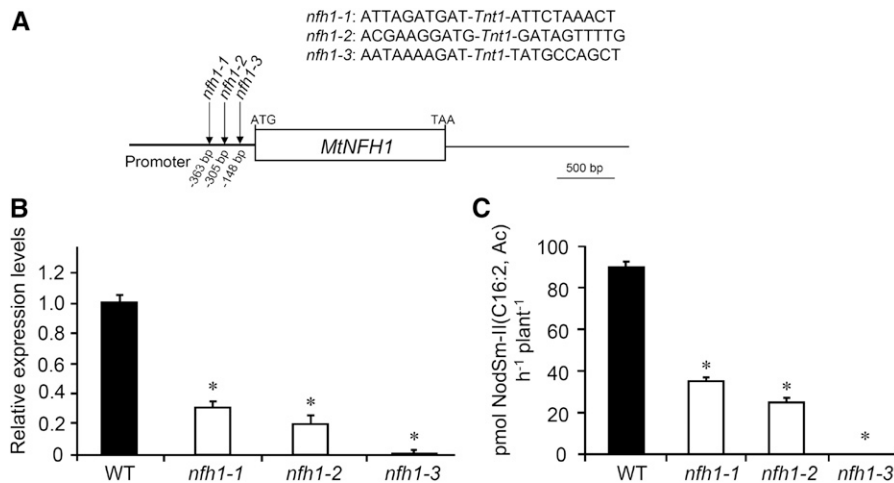 A
nfh1-1: ATTAGATGAT-Tnt1-ATTCTAAACT
nfh1-2: ACGAAGGATG-Tnt1-GATAGTTTTG
nfh1-3: AATAAAAGAT-Tnt1-TATGCCAGCT
nfh1-1
nfh1-2
nfh1-3
ATG
TAA
MtNFH1
Promoter
-363 bp
-305 bp
-148 bp
500 bp
B
Relative expression levels
1.2
1.0
0.8
0.6
0.4
0.2
0
*
*
*
WT
nfh1-1
nfh1-2
nfh1-3
C
pmol NodSm-II(C16:2, Ac)
h⁻¹ plant⁻¹
100
80
60
40
20
0
*
*
*
WT
nfh1-1
nfh1-2
nfh1-3